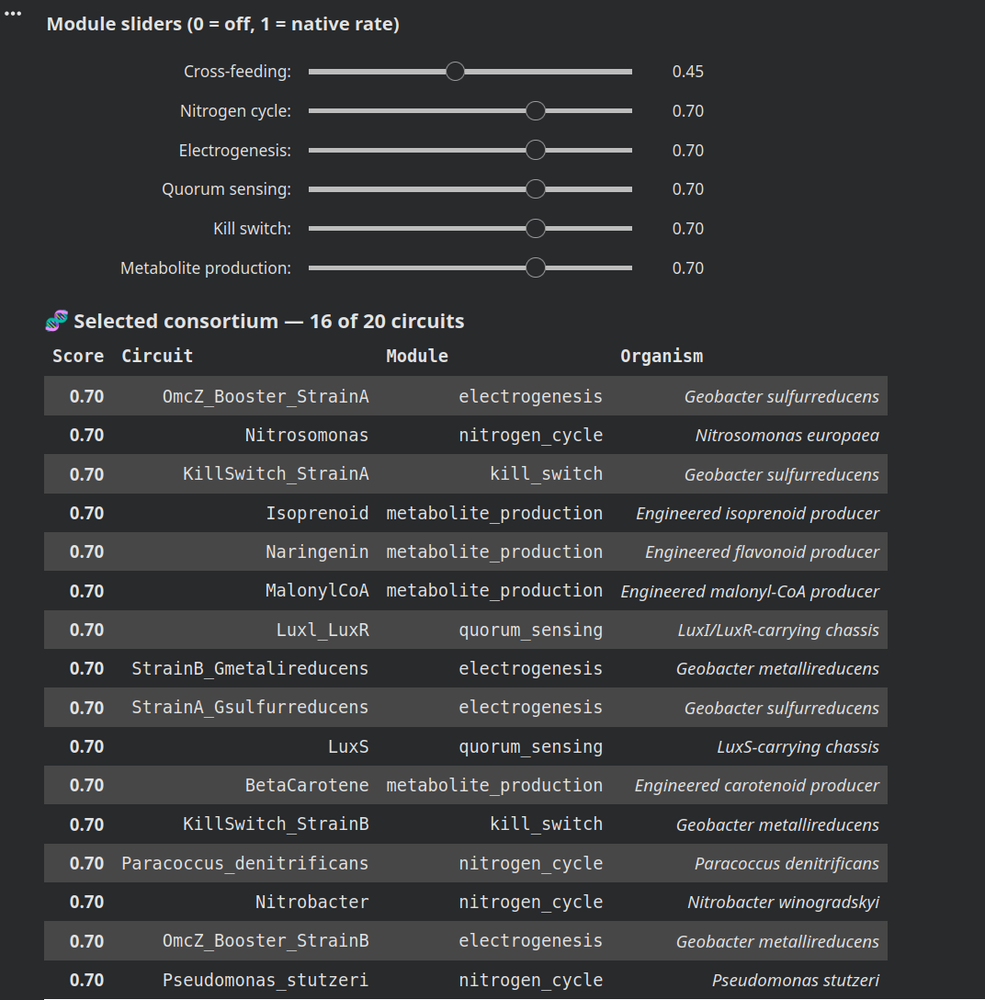 Module sliders (0 = off, 1 = native rate)
Cross-feeding: 0.45
Nitrogen cycle: 0.70
Electrogenesis: 0.70
Quorum sensing: 0.70
Kill switch: 0.70
Metabolite production: 0.70
🧬 Selected consortium — 16 of 20 circuits
Score Circuit Module Organism
0.70 OmcZ_Booster_StrainA electrogenesis Geobacter sulfurreducens
0.70 Nitrosomonas nitrogen_cycle Nitrosomonas europaea
0.70 KillSwitch_StrainA kill_switch Geobacter sulfurreducens
0.70 Isoprenoid metabolite_production Engineered isoprenoid producer
0.70 Naringenin metabolite_production Engineered flavonoid producer
0.70 MalonylCoA metabolite_production Engineered malonyl-CoA producer
0.70 Luxl_LuxR quorum_sensing LuxI/LuxR-carrying chassis
0.70 StrainB_Gmetalireducens electrogenesis Geobacter metallireducens
0.70 StrainA_Gsulfurreducens electrogenesis Geobacter sulfurreducens
0.70 LuxS quorum_sensing LuxS-carrying chassis
0.70 BetaCarotene metabolite_production Engineered carotenoid producer
0.70 KillSwitch_StrainB kill_switch Geobacter metallireducens
0.70 Paracoccus_denitrificans nitrogen_cycle Paracoccus denitrificans
0.70 Nitrobacter nitrogen_cycle Nitrobacter winogradskyi
0.70 OmcZ_Booster_StrainB electrogenesis Geobacter metallireducens
0.70 Pseudomonas_stutzeri nitrogen_cycle Pseudomonas stutzeri